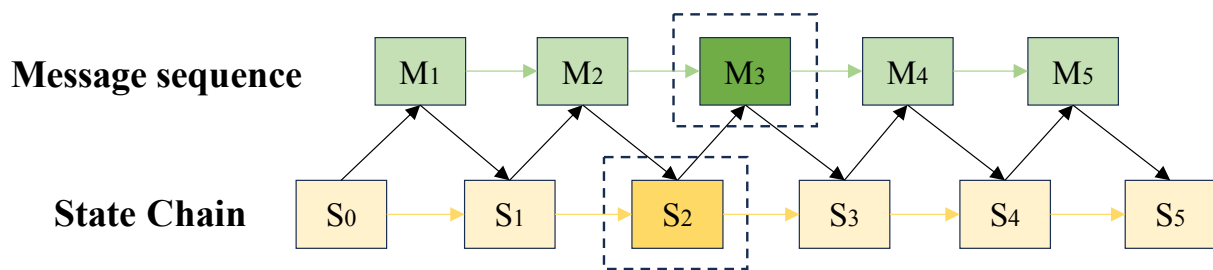 Message sequence M1 M2 M3 M4 M5
State Chain S0 S1 S2 S3 S4 S5